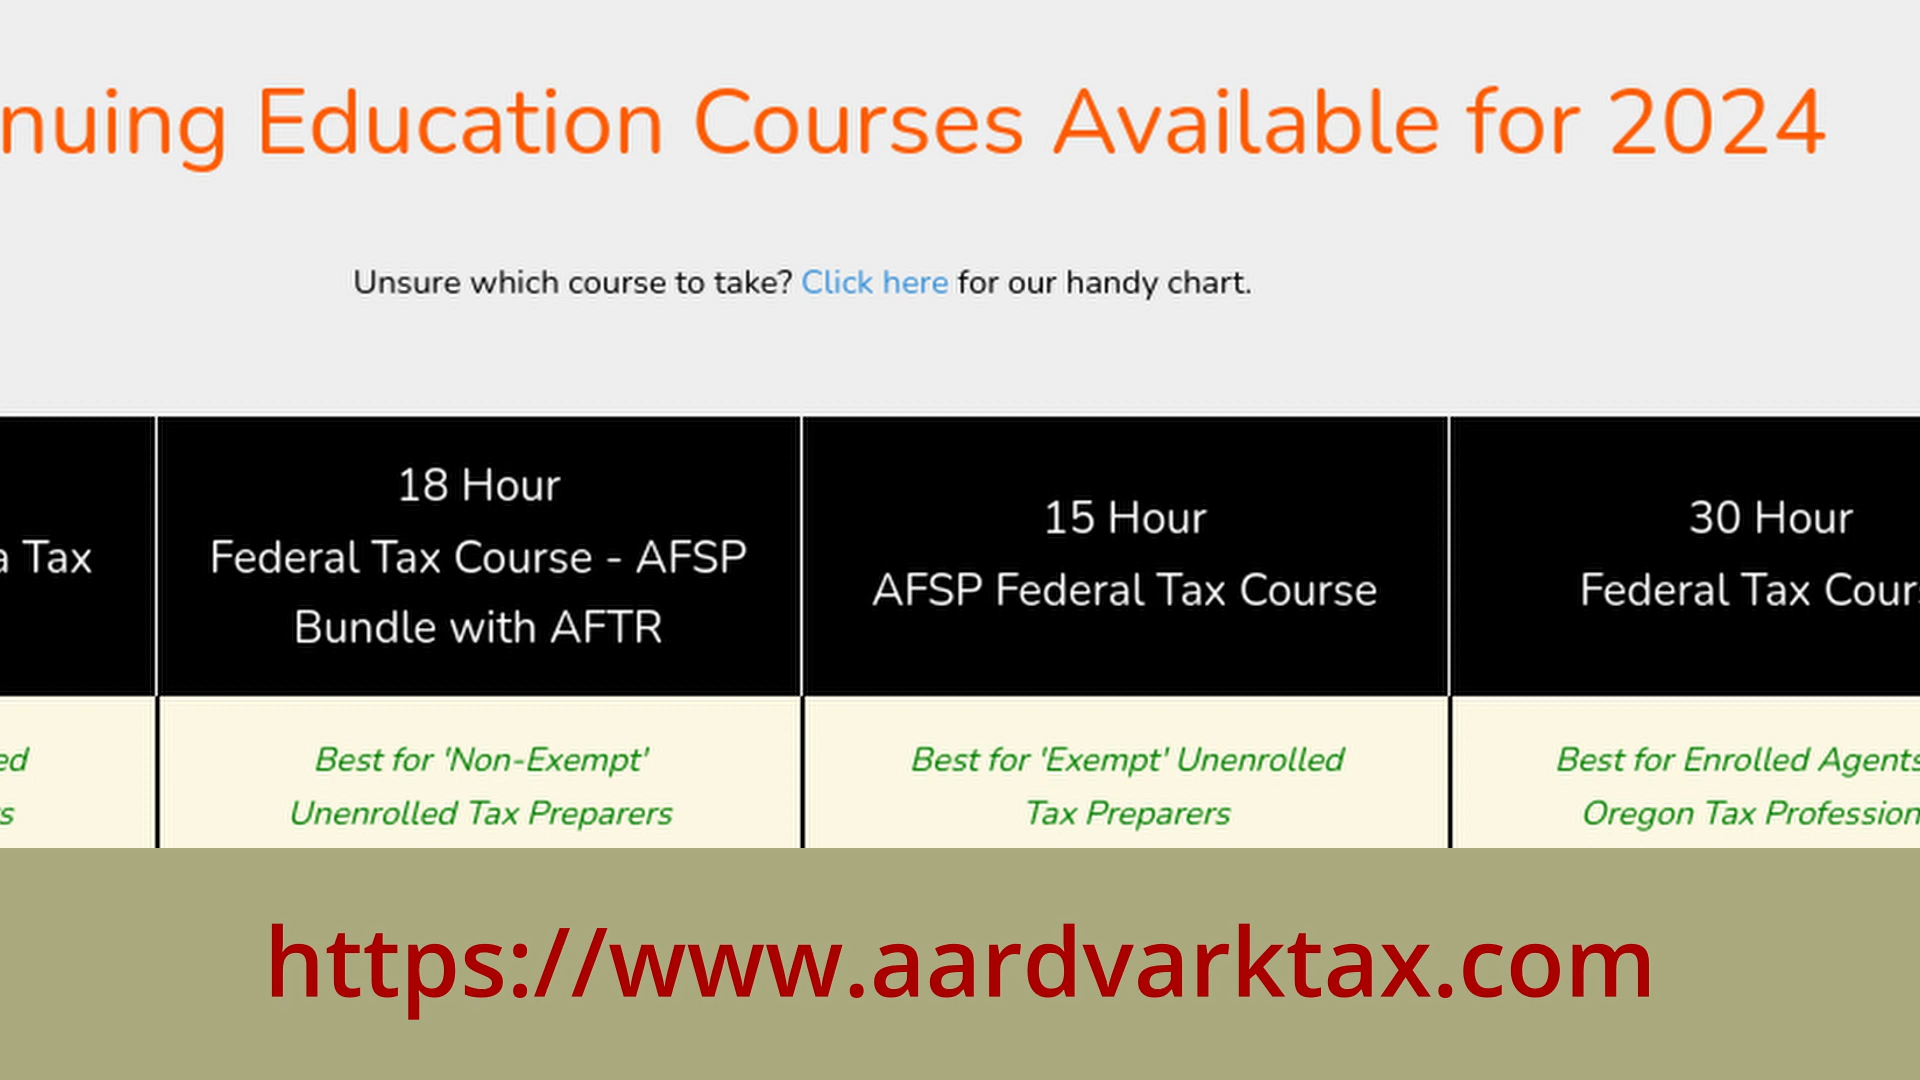 nuing Education Courses Available for 2024
Unsure which course to take? Click here for our handy chart.
a Tax
18 Hour
Federal Tax Course - AFSP
Bundle with AFTR
15 Hour
AFSP Federal Tax Course
30 Hour
Federal Tax Cours
ed
s
Best for 'Non-Exempt'
Unenrolled Tax Preparers
Best for 'Exempt' Unenrolled
Tax Preparers
Best for Enrolled Agents
Oregon Tax Profession
https://www.aardvarktax.com